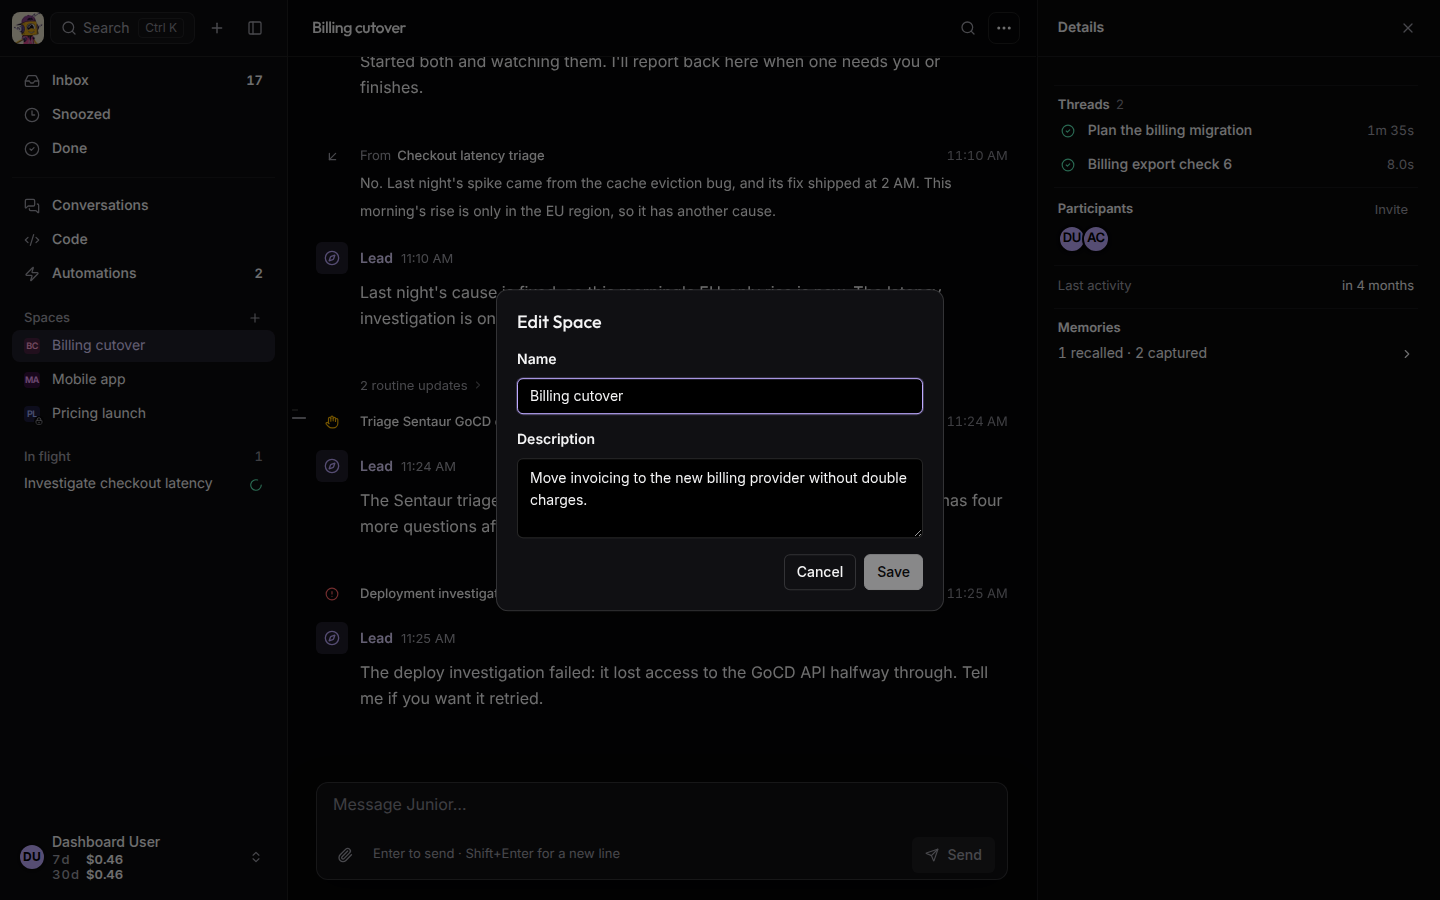 Search Ctrl K
Inbox 17
Snoozed
Done
Conversations
Code
Automations 2
Spaces
BC Billing cutover
MA Mobile app
PL Pricing launch
In flight 1
Investigate checkout latency
DU Dashboard User
7d $0.46
30d $0.46
Billing cutover
Started both and watching them. I'll report back here when one needs you or
finishes.
From Checkout latency triage 11:10 AM
No. Last night's spike came from the cache eviction bug, and its fix shipped at 2 AM. This
morning's rise is only in the EU region, so it has another cause.
Lead 11:10 AM
Last night's cause
investigation is on
2 routine updates
Triage Sentaur GoCD 11:24 AM
Lead 11:24 AM
The Sentaur triage has four
more questions
Deployment 11:25 AM
Lead 11:25 AM
The deploy investigation failed: it lost access to the GoCD API halfway through. Tell
me if you want it retried.
Message Junior...
Enter to send · Shift+Enter for a new line
Send
Edit Space
Name
Billing cutover
Description
Move invoicing to the new billing provider without double
charges.
Cancel Save
Details
Threads 2
Plan the billing migration 1m 35s
Billing export check 6 8.0s
Participants Invite
DU AC
Last activity in 4 months
Memories
1 recalled · 2 captured